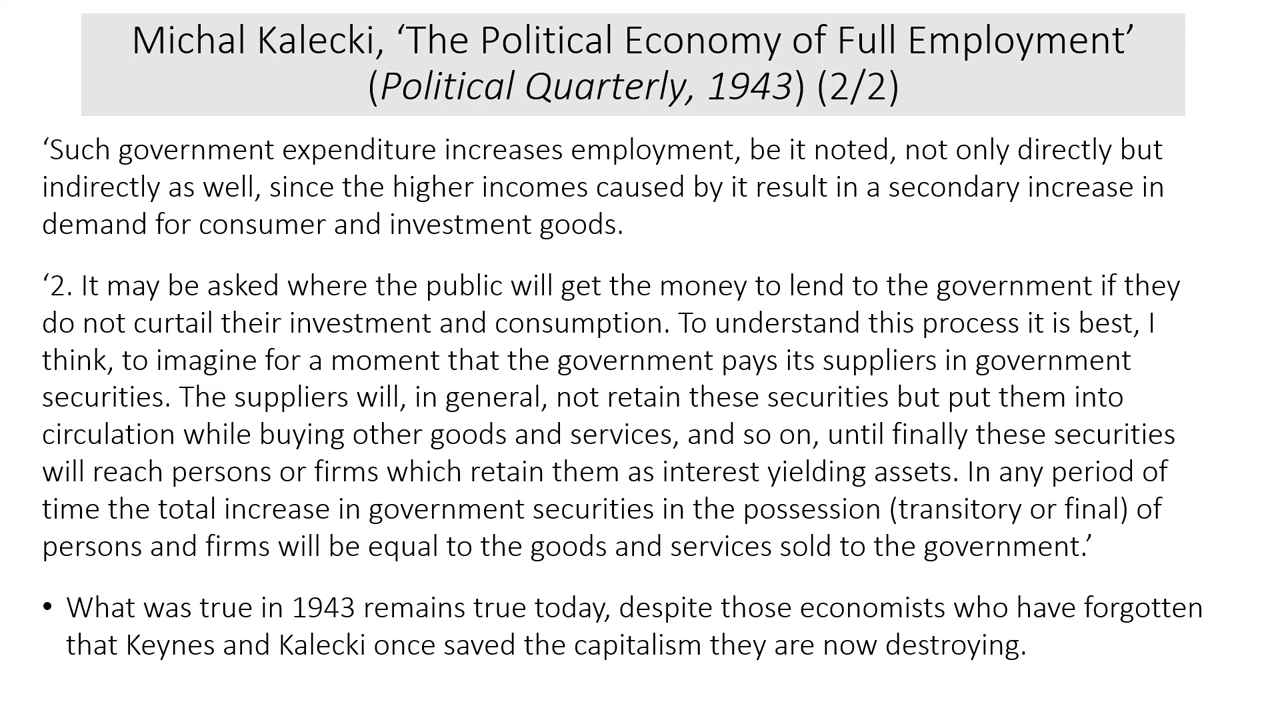 Michal Kalecki, ‘The Political Economy of Full Employment’
(Political Quarterly, 1943) (2/2)
‘Such government expenditure increases employment, be it noted, not only directly but
indirectly as well, since the higher incomes caused by it result in a secondary increase in
demand for consumer and investment goods.
‘2. It may be asked where the public will get the money to lend to the government if they
do not curtail their investment and consumption. To understand this process it is best, I
think, to imagine for a moment that the government pays its suppliers in government
securities. The suppliers will, in general, not retain these securities but put them into
circulation while buying other goods and services, and so on, until finally these securities
will reach persons or firms which retain them as interest yielding assets. In any period of
time the total increase in government securities in the possession (transitory or final) of
persons and firms will be equal to the goods and services sold to the government.’
• What was true in 1943 remains true today, despite those economists who have forgotten
that Keynes and Kalecki once saved the capitalism they are now destroying.